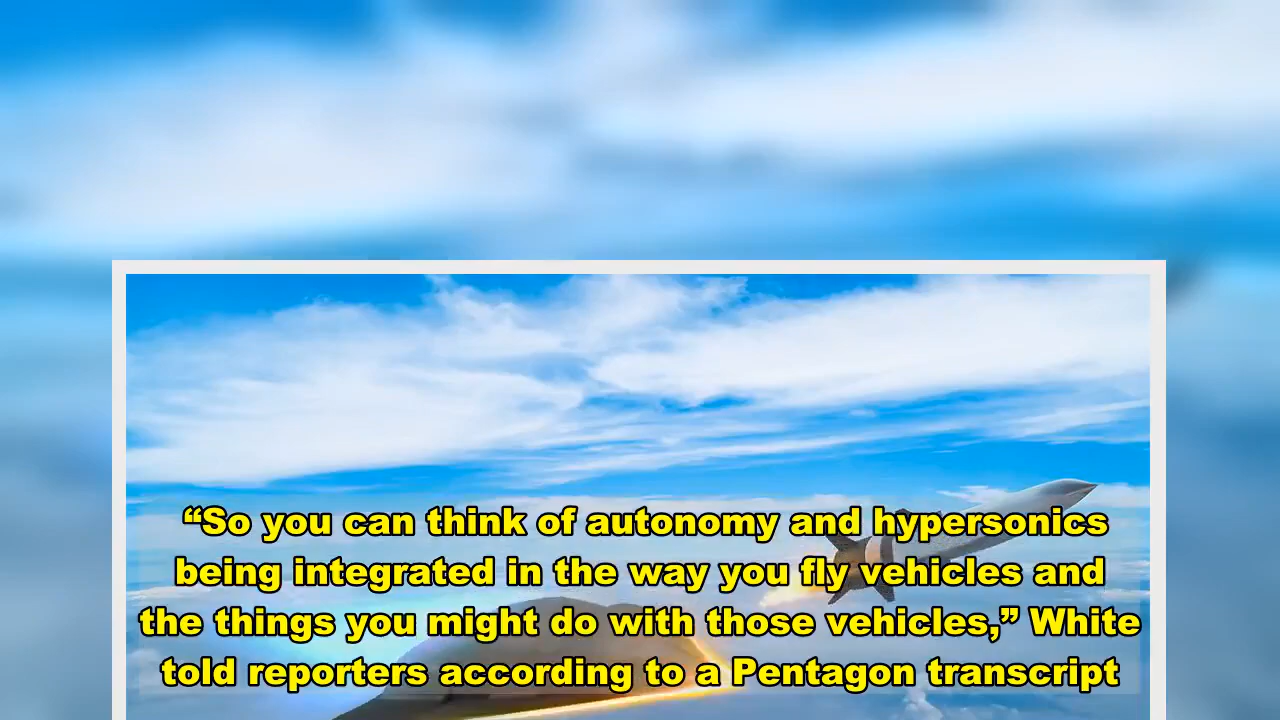 “So you can think of autonomy and hypersonics
being integrated in the way you fly vehicles and
the things you might do with those vehicles,” White
told reporters according to a Pentagon transcript